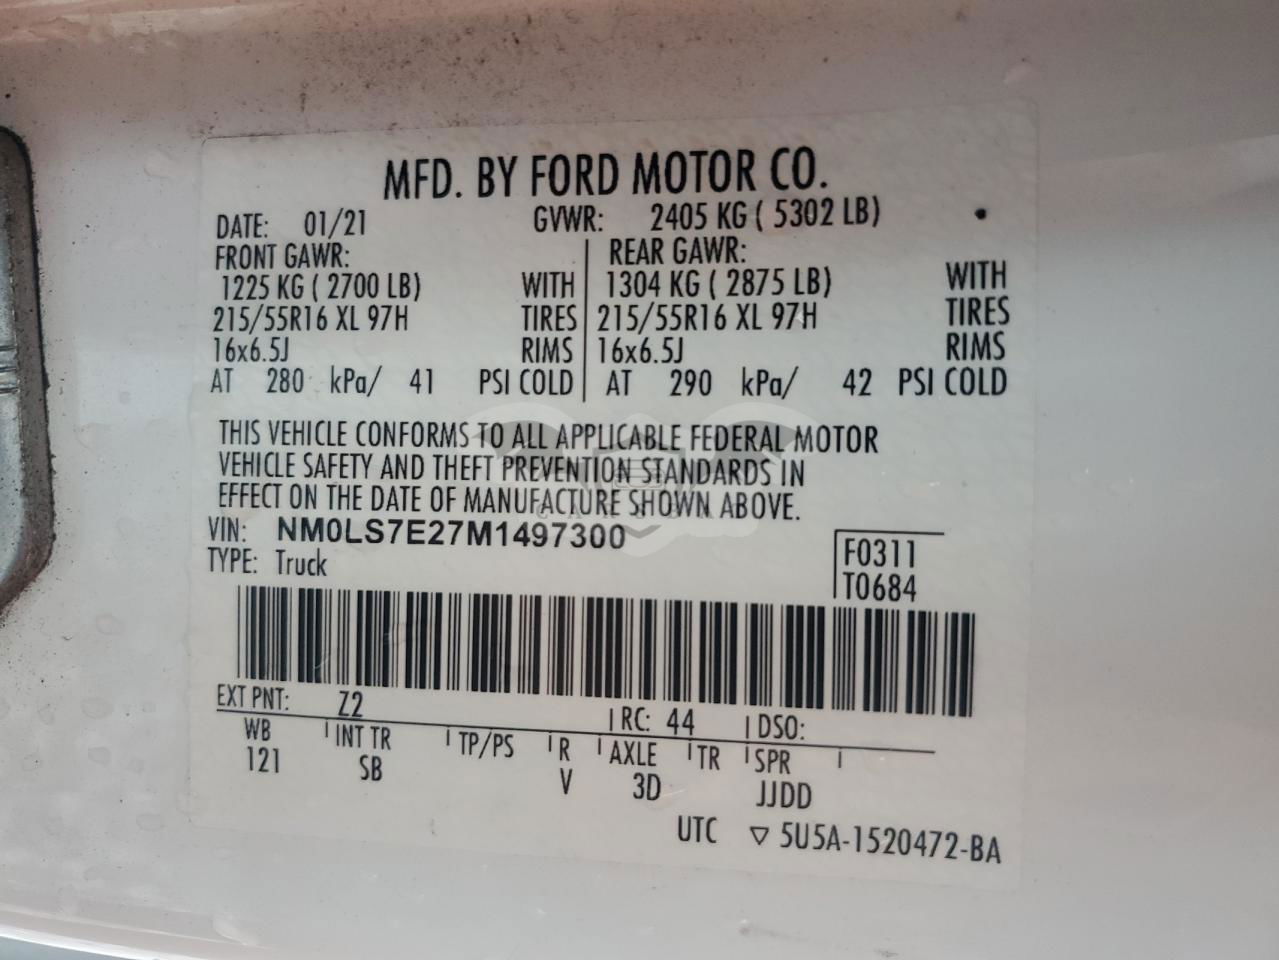 MFD. BY FORD MOTOR CO.
DATE: 01/21 GVWR: 2405 KG ( 5302 LB)
FRONT GAWR: REAR GAWR:
1225 KG ( 2700 LB) WITH 1304 KG ( 2875 LB) WITH
215/55R16 XL 97H TIRES 215/55R16 XL 97H TIRES
16x6.5J RIMS 16x6.5J RIMS
AT 280 kPa/ 41 PSI COLD AT 290 kPa/ 42 PSI COLD
THIS VEHICLE CONFORMS TO ALL APPLICABLE FEDERAL MOTOR
VEHICLE SAFETY AND THEFT PREVENTION STANDARDS IN
EFFECT ON THE DATE OF MANUFACTURE SHOWN ABOVE.
VIN: NM0LS7E27M1497300
F0311
TYPE: Truck
T0684
EXT PNT: Z2 RC: 44 DSO:
WB INT TR TP/PS R AXLE TR SPR
121 SB V 3D JJDD
UTC ▽ 5U5A-1520472-BA